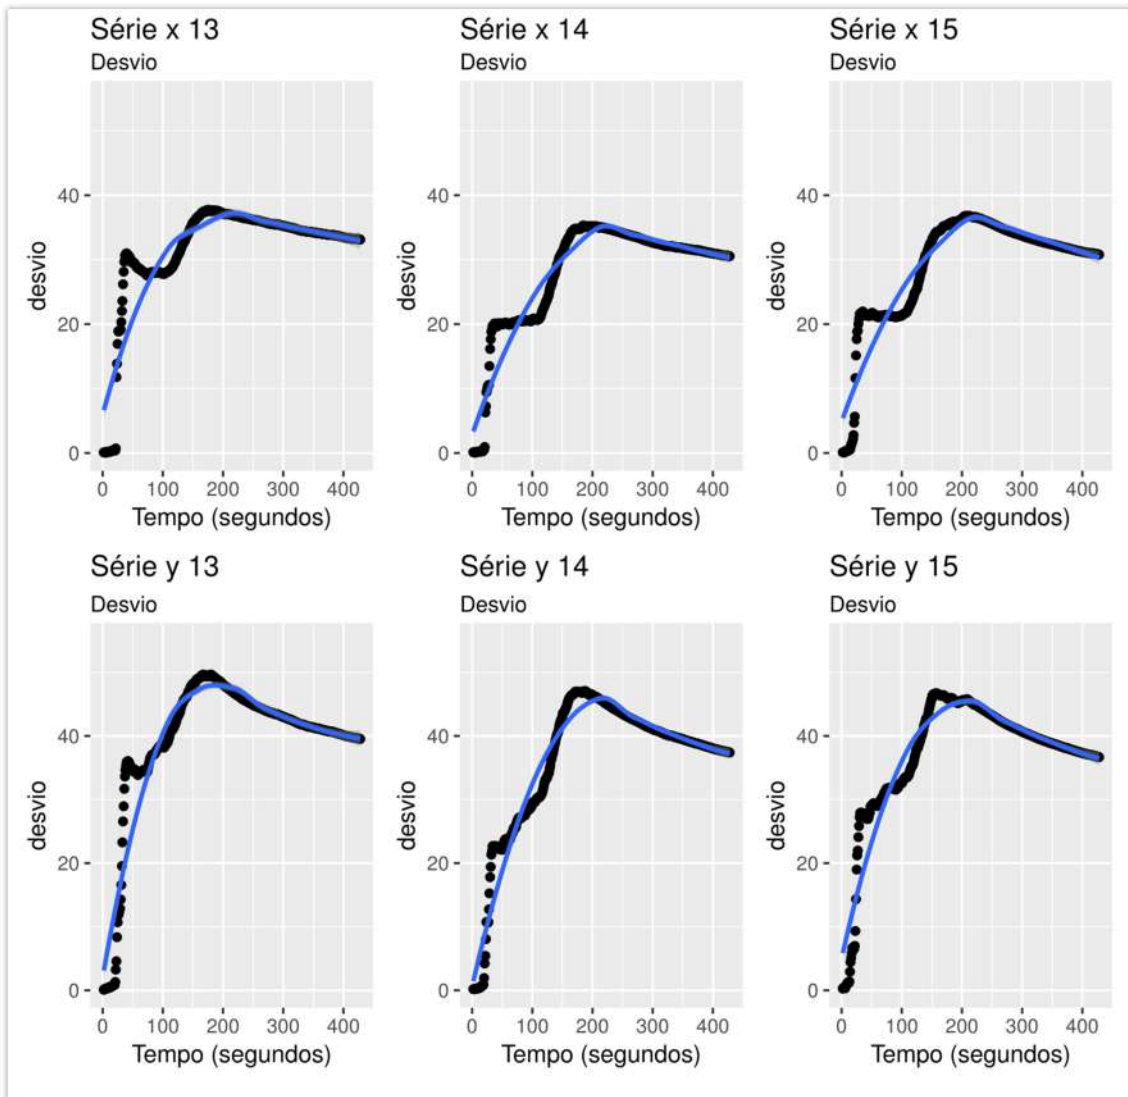 Série x 13
Desvio
desvio
40
20
0
0 100 200 300 400
Tempo (segundos)
Série x 14
Desvio
desvio
40
20
0
0 100 200 300 400
Tempo (segundos)
Série x 15
Desvio
desvio
40
20
0
0 100 200 300 400
Tempo (segundos)
Série y 13
Desvio
desvio
40
20
0
0 100 200 300 400
Tempo (segundos)
Série y 14
Desvio
desvio
40
20
0
0 100 200 300 400
Tempo (segundos)
Série y 15
Desvio
desvio
40
20
0
0 100 200 300 400
Tempo (segundos)